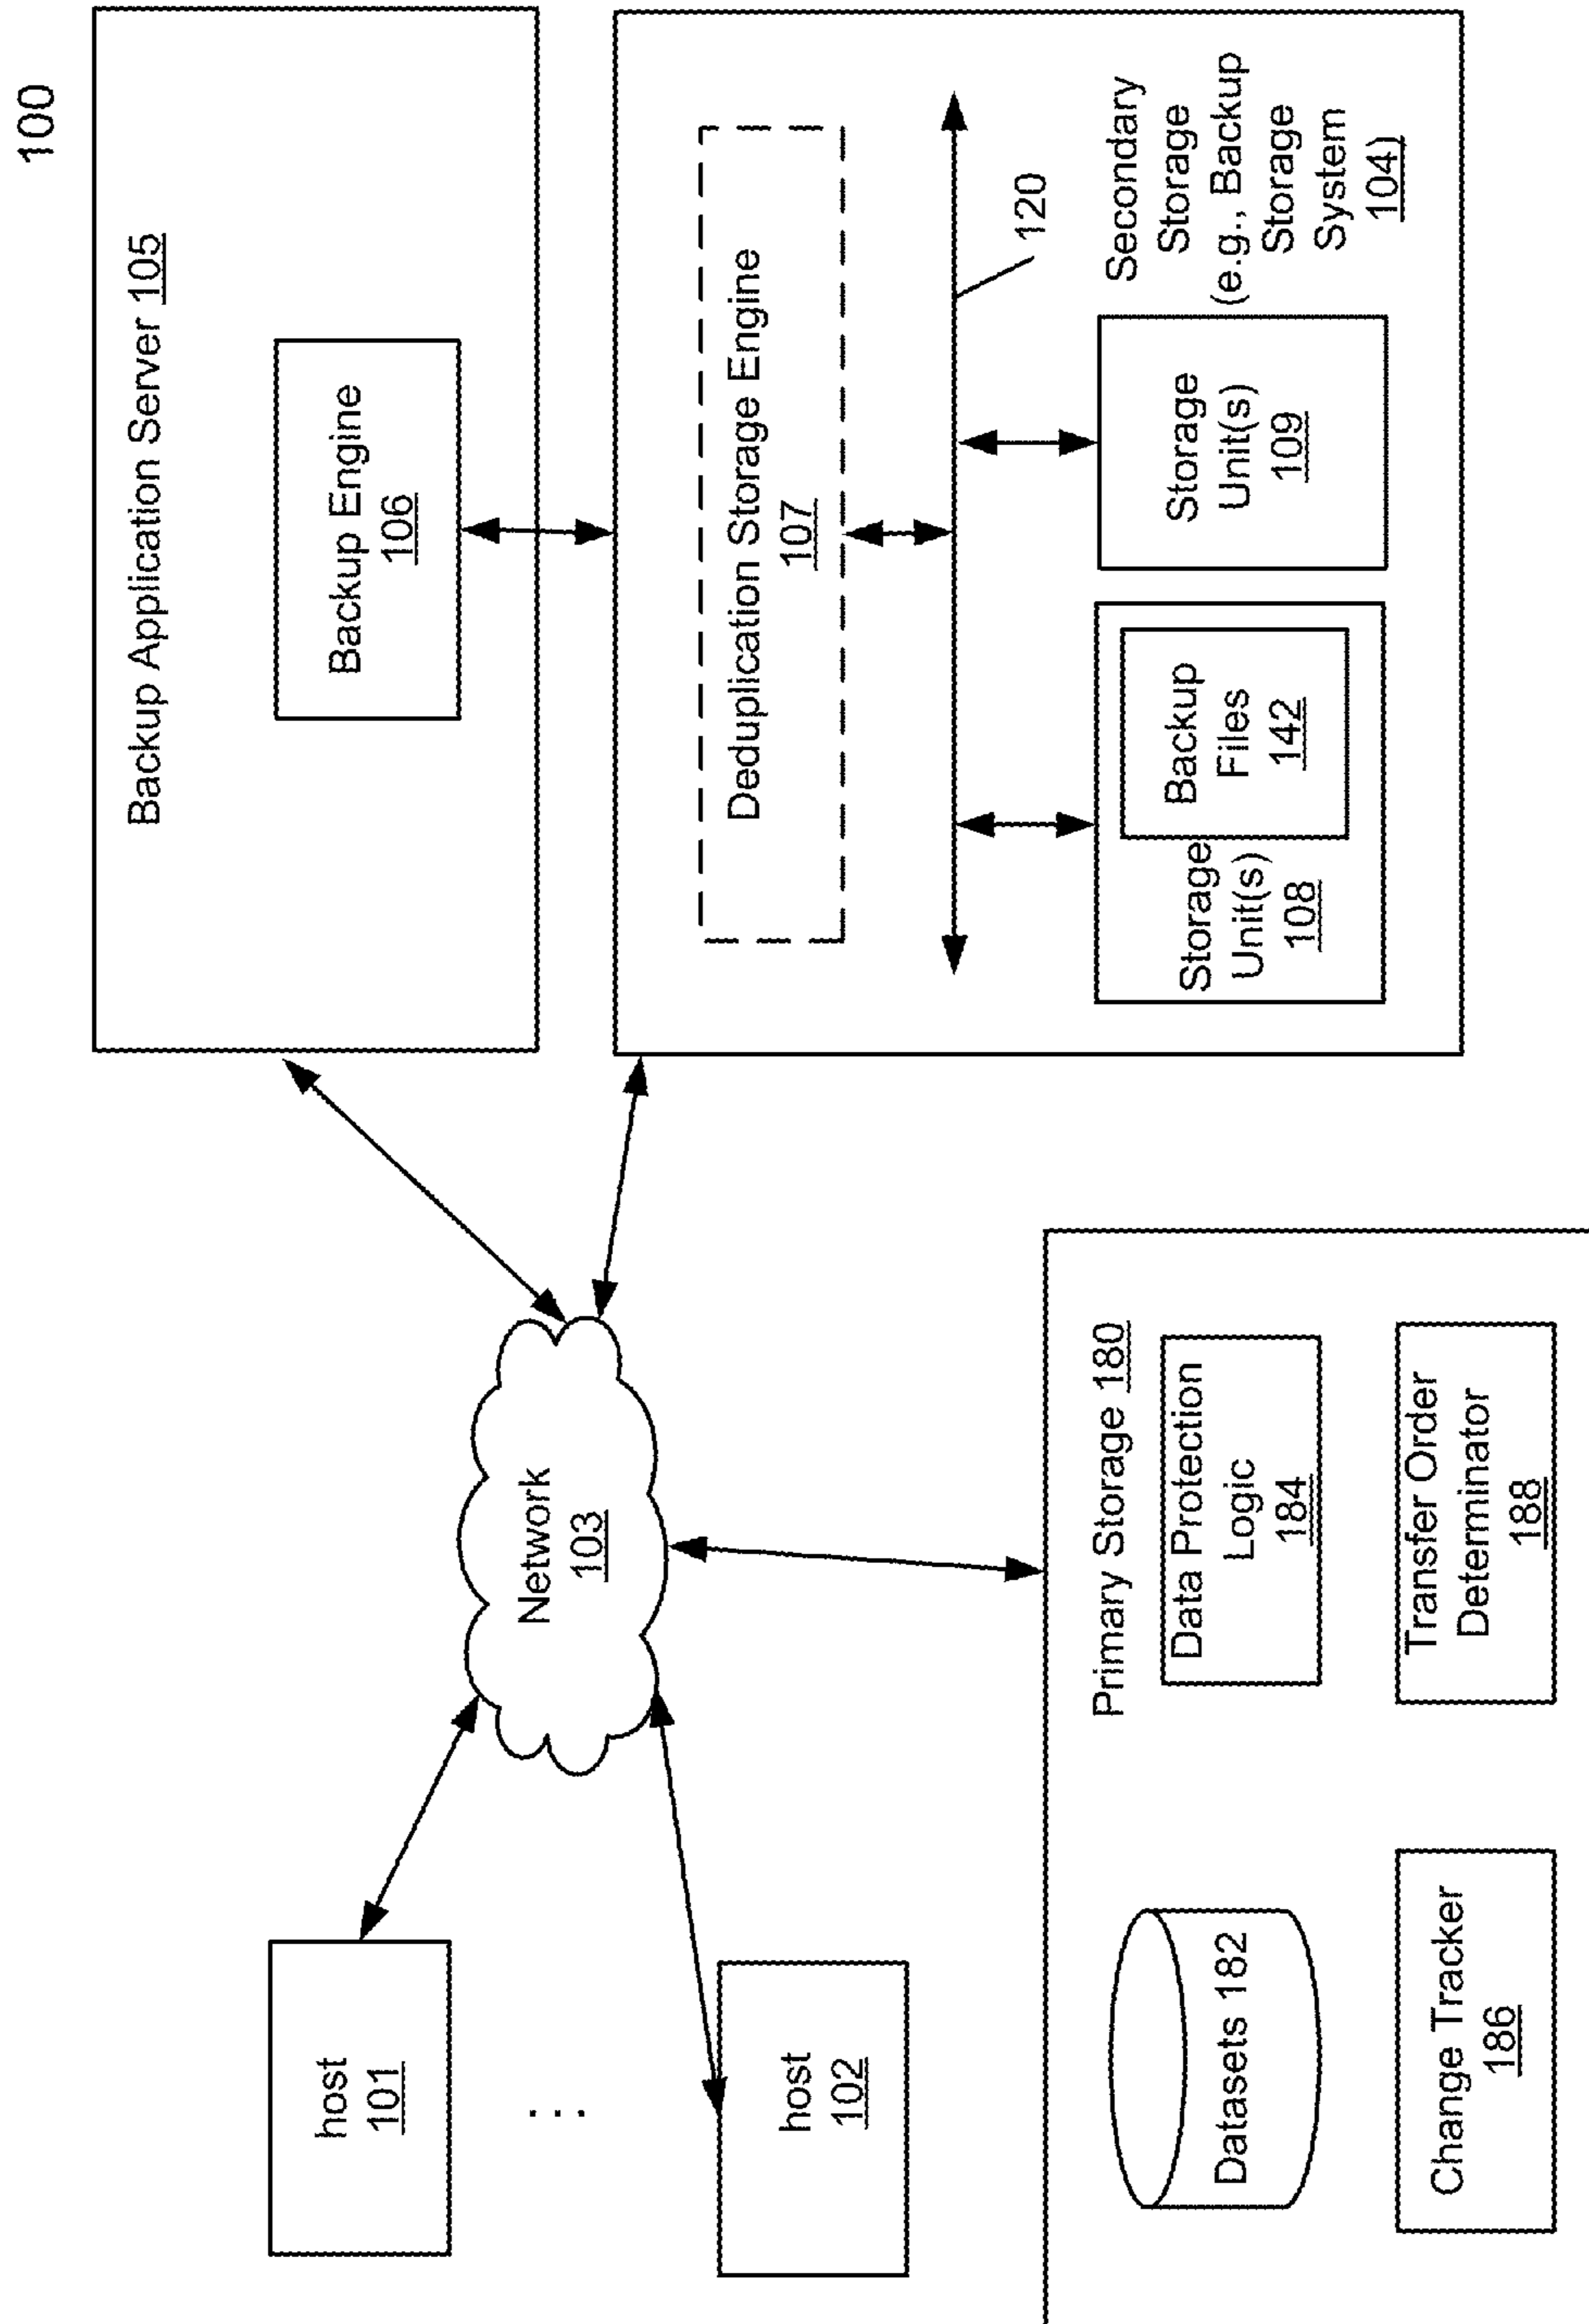 100
Backup Application Server 105
Backup Engine
106
Deduplication Storage Engine
107
120
Storage
Unit(s)
108
Backup
Files
142
Storage
Unit(s)
109
Secondary
Storage
(e.g., Backup
Storage
System
104)
Network
103
host
101
...
host
102
Primary Storage 180
Datasets 182
Data Protection
Logic
184
Change Tracker
186
Transfer Order
Determinator
188